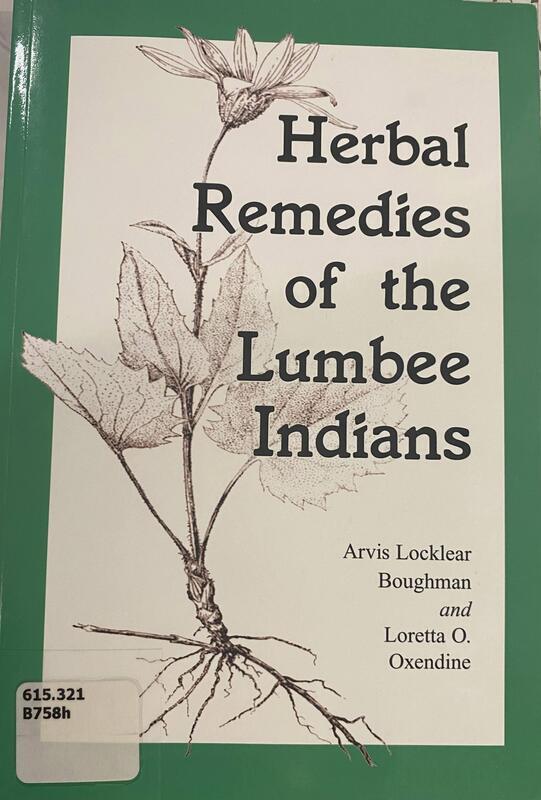 Herbal
Remedies
of the
Lumbee
Indians
Arvis Locklear
Boughman
and
Loretta O.
Oxendine
615.321
B758h